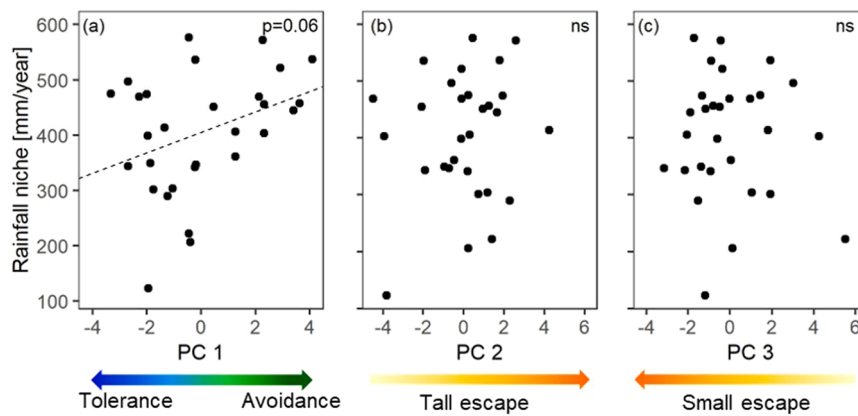 (a) p=0.06
(b) ns
(c) ns
Rainfall niche [mm/year]
600
500
400
300
200
100
-4 -2 0 2 4
-4 -2 0 2 4 6
-4 -2 0 2 4 6
PC 1
PC 2
PC 3
Tolerance Avoidance
Tall escape
Small escape